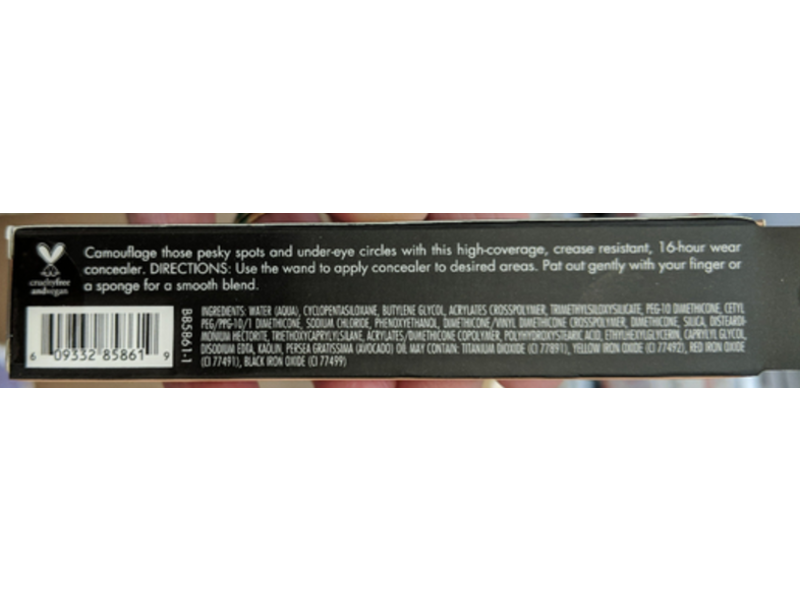 Camouflage those pesky spots and under-eye circles with this high-coverage, crease resistant, 16-hour wear
concealer. DIRECTIONS: Use the wand to apply concealer to desired areas. Pat out gently with your finger or
a sponge for a smooth blend.
crueltyfree
andvegan
INGREDIENTS: WATER (AQUA), CYCLOPENTASILOXANE, BUTYLENE GLYCOL, ACRYLATES CROSSPOLYMER, TRIMETHYLSILOXYSILICATE, PEG-10 DIMETHICONE, CETYL
PEG/PPG-10/1 DIMETHICONE, SODIUM CHLORIDE, PHENOXYETHANOL, DIMETHICONE/VINYL DIMETHICONE CROSSPOLYMER, DIMETHICONE, SILICA, DISTEARDI-
MONIUM HECTORITE, TRIETHOXYCAPRYLYLSILANE, ACRYLATES/DIMETHICONE COPOLYMER, POLYHYDROXYSTEARIC ACID, ETHYLHEXYLGLYCERIN, CAPRYLYL GLYCOL,
DISODIUM EDTA, KAOLIN, PERSEA GRATISSIMA (AVOCADO) OIL MAY CONTAIN: TITANIUM DIOXIDE (CI 77891), YELLOW IRON OXIDE (CI 77492), RED IRON OXIDE
(CI 77491), BLACK IRON OXIDE (CI 77499)
885861-1
6 09332 85861 9